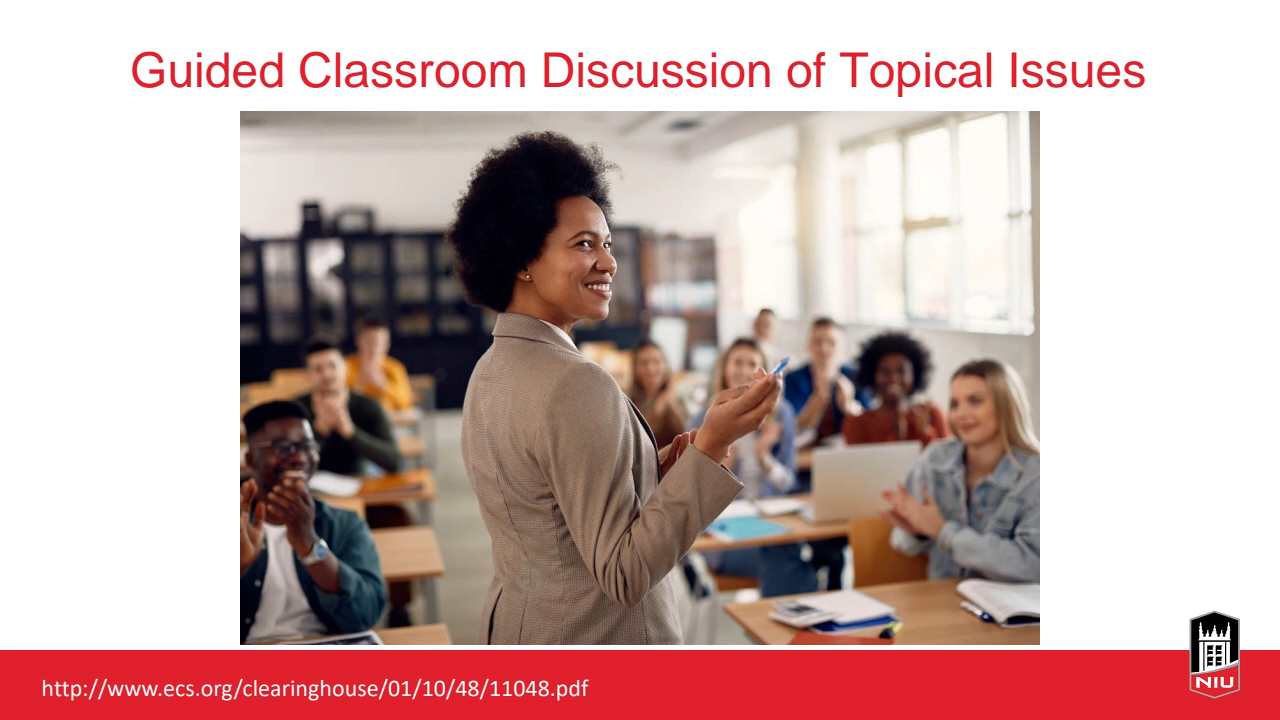 Guided Classroom Discussion of Topical Issues
http://www.ecs.org/clearinghouse/01/10/48/11048.pdf
NIU